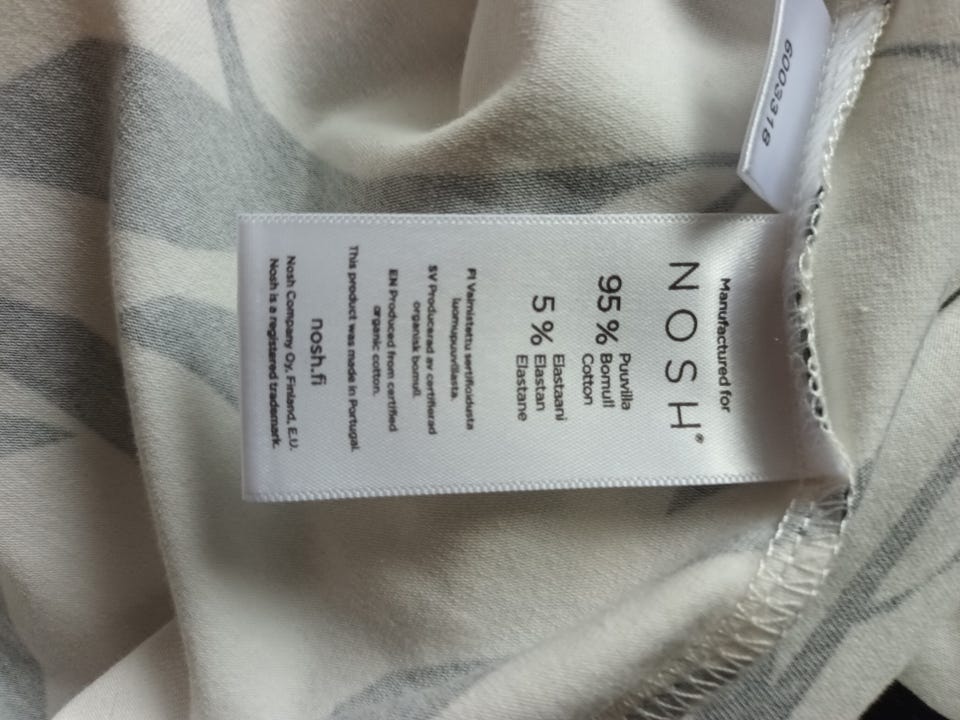 Manufactured for
NOSH®
95 % Puuvilla
Bomull
Cotton
5 % Elastaani
Elastan
Elastane
FI Valmistettu sertifioidusta
luomupuuvillasta.
SV Producerad av certifierad
organisk bomull.
EN Produced from certified
organic cotton.
This product was made in Portugal.
nosh.fi
Nosh Company Oy, Finland, E.U.
Nosh is a registered trademark.
6003318